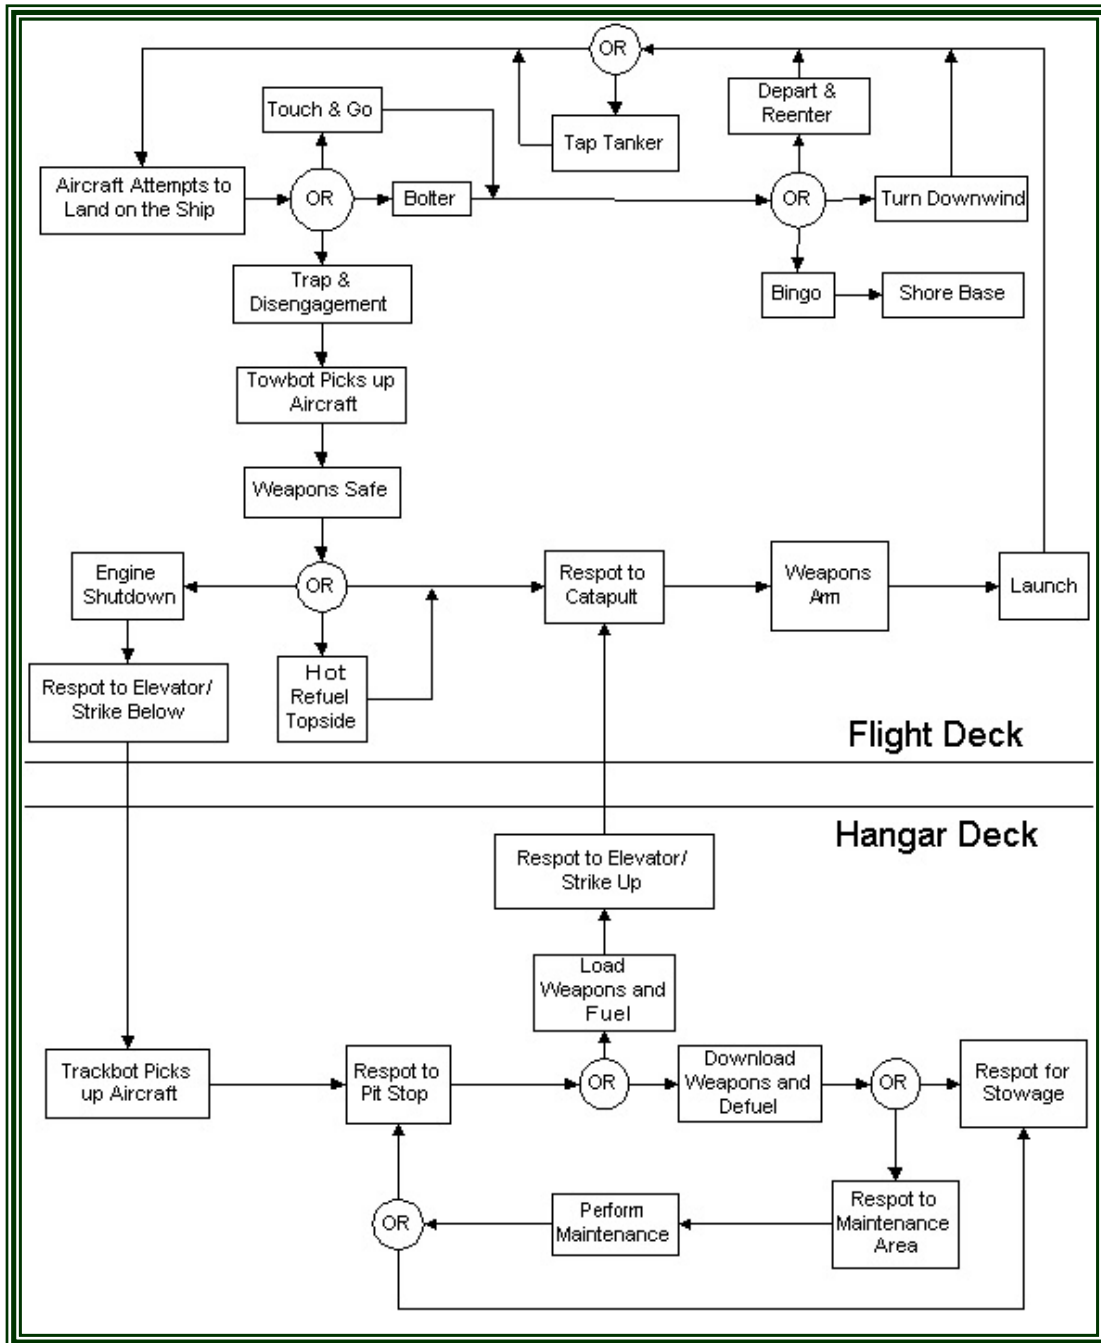 OR
Touch & Go
Depart &
Reenter
Tap Tanker
Aircraft Attempts to
Land on the Ship
OR
Bolter
OR
Turn Downwind
Trap &
Disengagement
Bingo
Shore Base
Towbot Picks up
Aircraft
Weapons Safe
Engine
Shutdown
OR
Respot to
Catapult
Weapons
Arm
Launch
Respot to Elevator/
Strike Below
Hot
Refuel
Topside
Flight Deck
Hangar Deck
Respot to Elevator/
Strike Up
Load
Weapons and
Fuel
Trackbot Picks
up Aircraft
Respot to
Pit Stop
OR
Download
Weapons and
Defuel
OR
Respot for
Stowage
OR
Perform
Maintenance
Respot to
Maintenance
Area